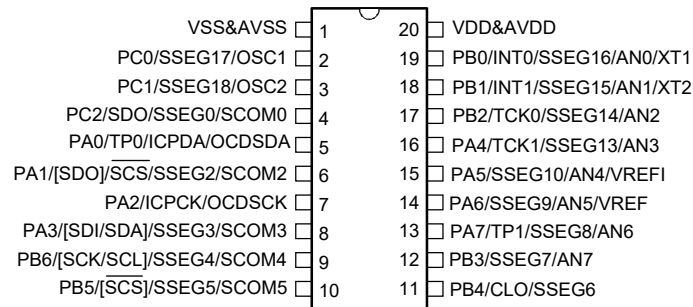 VSS&AVSS 1 20 VDD&AVDD
PC0/SSEG17/OSC1 2 19 PB0/INT0/SSEG16/AN0/XT1
PC1/SSEG18/OSC2 3 18 PB1/INT1/SSEG15/AN1/XT2
PC2/SDO/SSEG0/SCOM0 4 17 PB2/TCK0/SSEG14/AN2
PA0/TP0/ICPDA/OCDSDA 5 16 PA4/TCK1/SSEG13/AN3
PA1/[SDO]/SCS/SSEG2/SCOM2 6 15 PA5/SSEG10/AN4/VREFI
PA2/ICPCK/OCDSCK 7 14 PA6/SSEG9/AN5/VREF
PA3/[SDI/SDA]/SSEG3/SCOM3 8 13 PA7/TP1/SSEG8/AN6
PB6/[SCK/SCL]/SSEG4/SCOM4 9 12 PB3/SSEG7/AN7
PB5/[SCS]/SSEG5/SCOM5 10 11 PB4/CLO/SSEG6